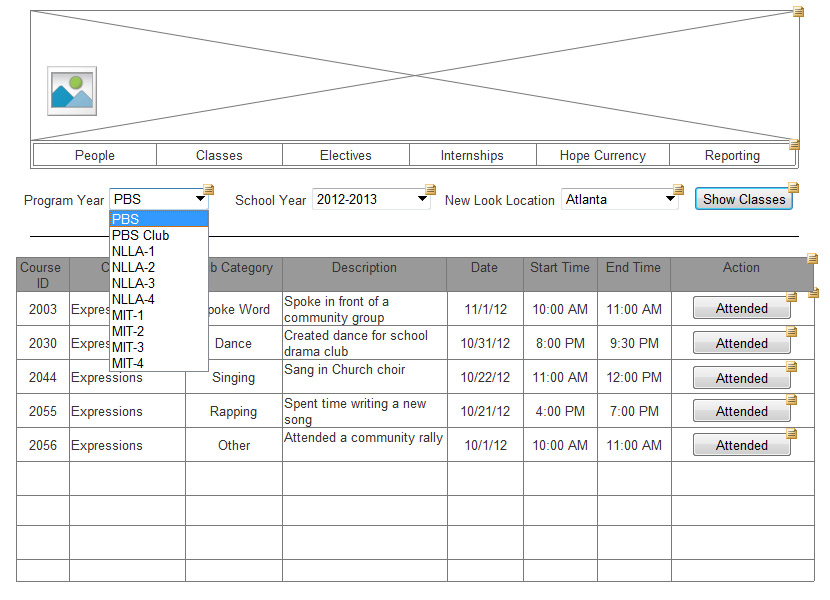 People Classes Electives Internships Hope Currency Reporting
Program Year PBS School Year 2012-2013 New Look Location Atlanta Show Classes
PBS
PBS Club
NLLA-1
NLLA-2
NLLA-3
NLLA-4
MIT-1
MIT-2
MIT-3
MIT-4
Course ID C b Category Description Date Start Time End Time Action
2003 Expres poke Word Spoke in front of a community group 11/1/12 10:00 AM 11:00 AM Attended
2030 Expres Dance Created dance for school drama club 10/31/12 8:00 PM 9:30 PM Attended
2044 Expressions Singing Sang in Church choir 10/22/12 11:00 AM 12:00 PM Attended
2055 Expressions Rapping Spent time writing a new song 10/21/12 4:00 PM 7:00 PM Attended
2056 Expressions Other Attended a community rally 10/1/12 10:00 AM 11:00 AM Attended